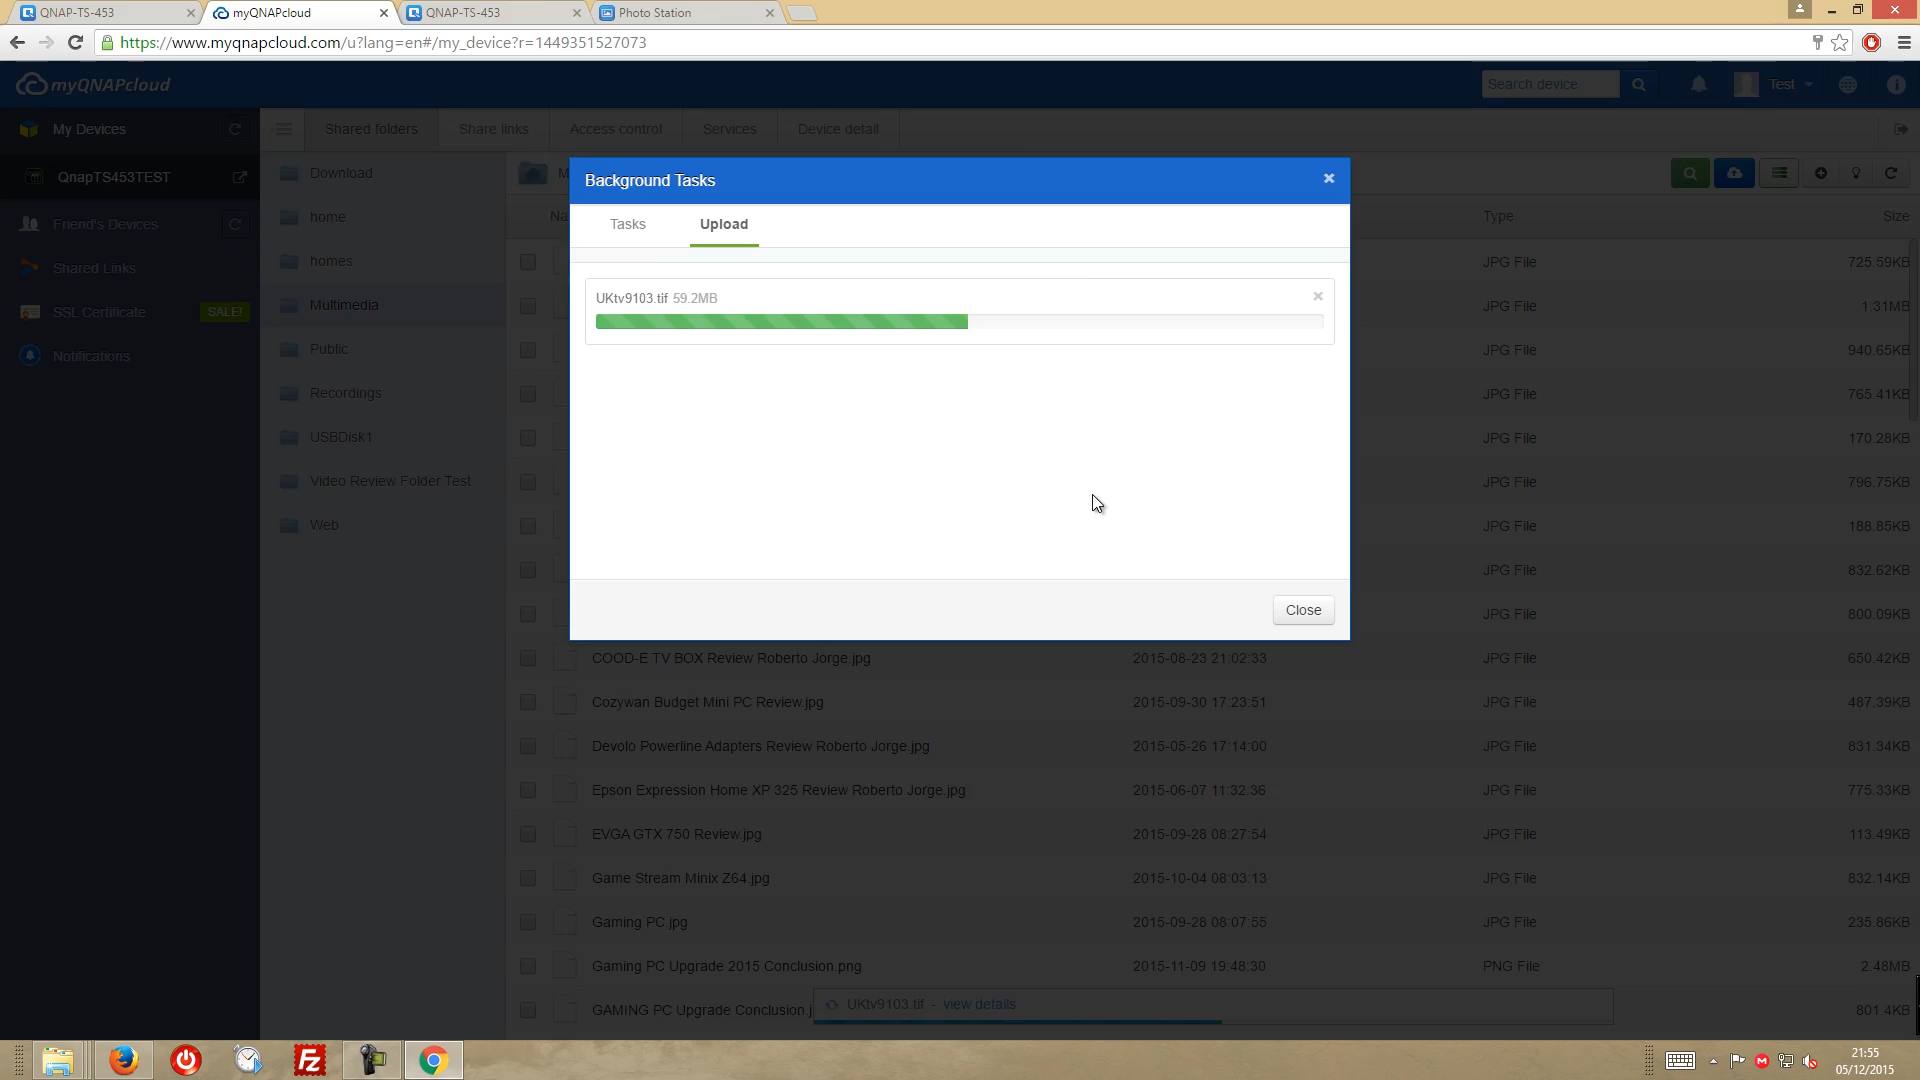 QNAP-TS-453
myQNAPcloud
QNAP-TS-453
Photo Station
https://www.myqnapcloud.com/u?lang=en#/my_device?r=1449351527073
myQNAPcloud
Search device
Test
My Devices
Shared folders
Share links
Access control
Services
Device detail
QnapTS453TEST
Friend's Devices
Shared Links
SSL Certificate
SALE!
Notifications
Download
home
homes
Multimedia
Public
Recordings
USBDisk1
Video Review Folder Test
Web
Background Tasks
Tasks
Upload
UKtv9103.tif 59.2MB
Close
Type
Size
JPG File 725.59KB
JPG File 1.31MB
JPG File 940.65KB
JPG File 765.41KB
JPG File 170.28KB
JPG File 796.75KB
JPG File 188.85KB
JPG File 832.62KB
JPG File 800.09KB
COOD-E TV BOX Review Roberto Jorge.jpg 2015-08-23 21:02:33 JPG File 650.42KB
Cozywan Budget Mini PC Review.jpg 2015-09-30 17:23:51 JPG File 487.39KB
Devolo Powerline Adapters Review Roberto Jorge.jpg 2015-05-26 17:14:00 JPG File 831.34KB
Epson Expression Home XP 325 Review Roberto Jorge.jpg 2015-06-07 11:32:36 JPG File 775.33KB
EVGA GTX 750 Review.jpg 2015-09-28 08:27:54 JPG File 113.49KB
Game Stream Minix Z64.jpg 2015-10-04 08:03:13 JPG File 832.14KB
Gaming PC.jpg 2015-09-28 08:07:55 JPG File 235.86KB
Gaming PC Upgrade 2015 Conclusion.png 2015-11-09 19:48:30 PNG File 2.48MB
GAMING PC Upgrade Conclusion.j 801.4KB
UKtv9103.tif - view details
21:55
05/12/2015